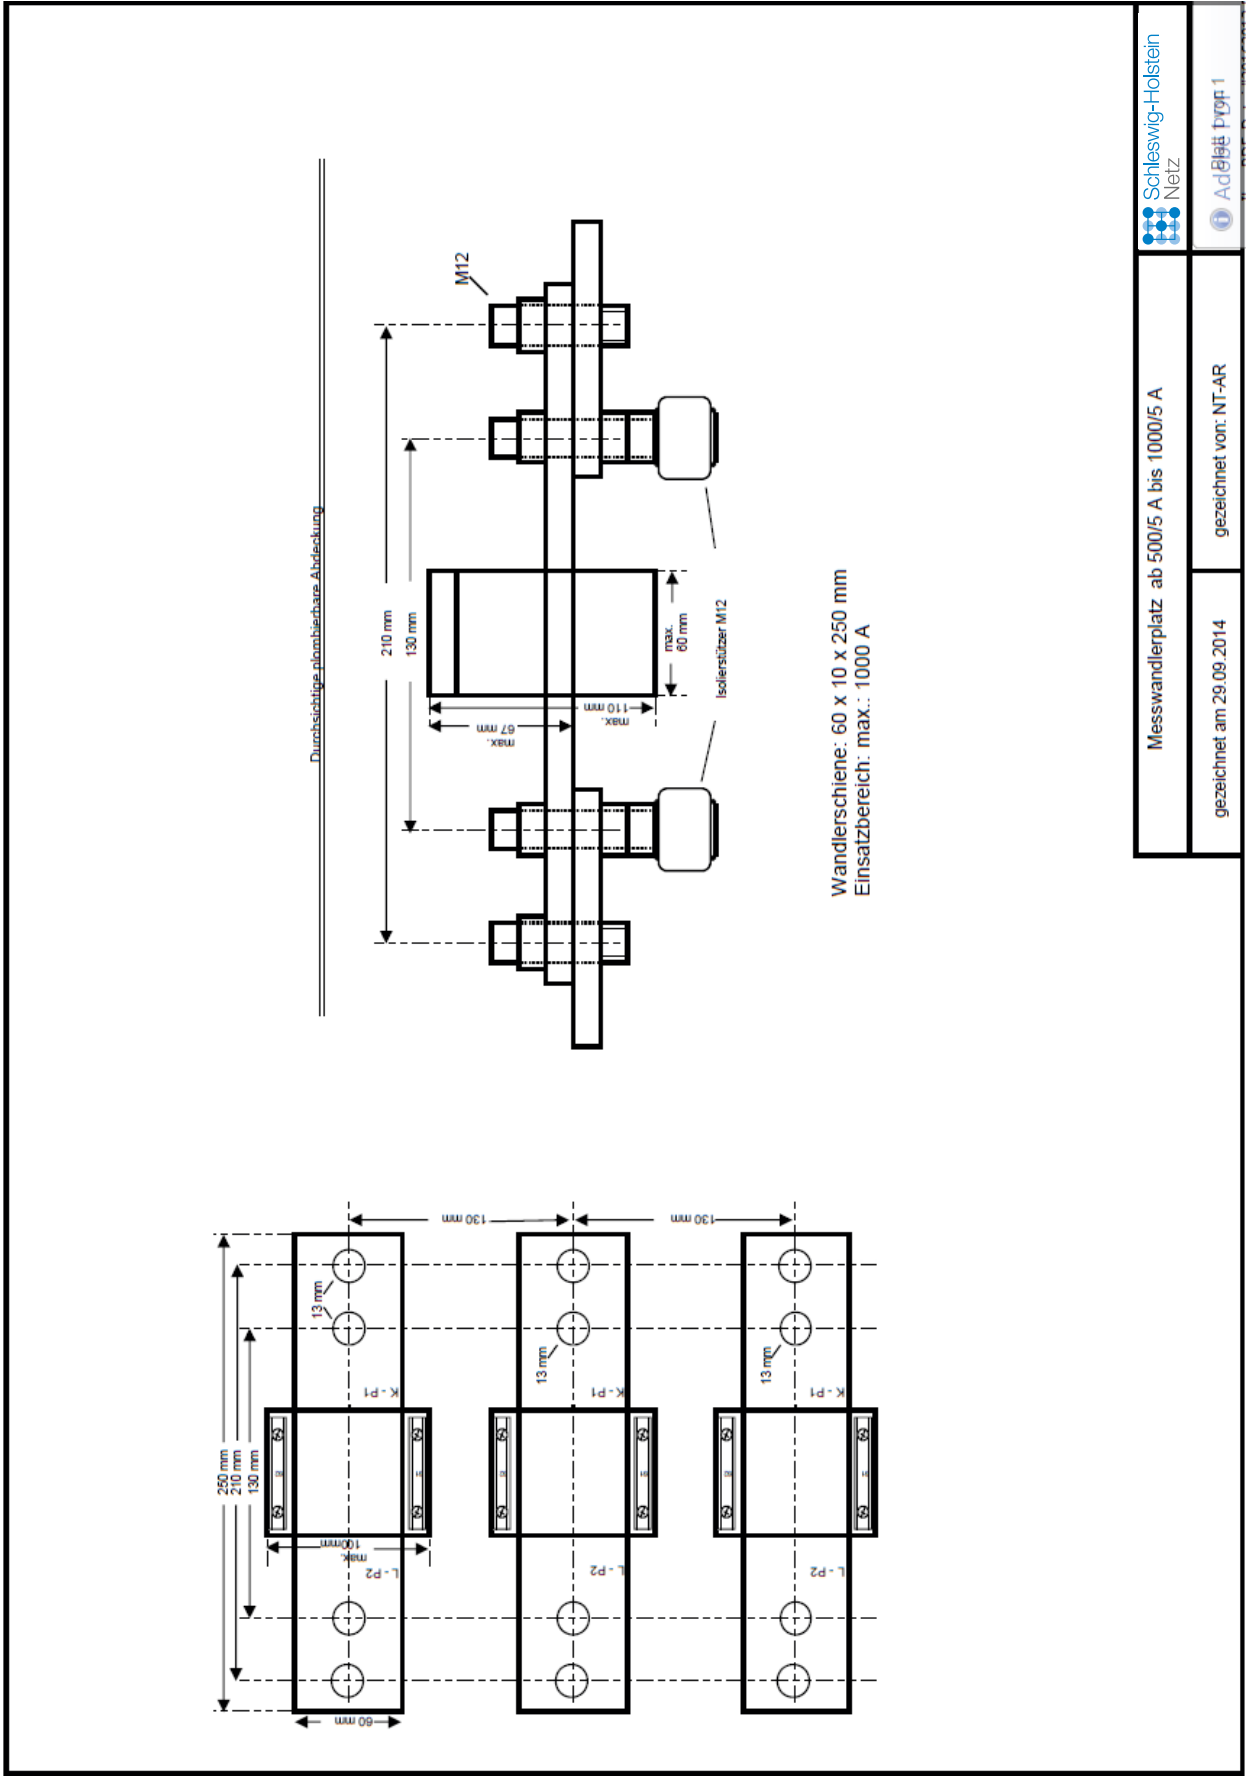 Durchsichtige plombierbare Abdeckung
M12
210 mm
130 mm
max.
67 mm
max.
110 mm
max.
60 mm
Isolierstützer M12
Wandlerschiene: 60 x 10 x 250 mm
Einsatzbereich: max.: 1000 A
250 mm
210 mm
130 mm
13 mm
13 mm
13 mm
130 mm
130 mm
K - P1
K - P1
K - P1
L - P2
L - P2
L - P2
max.
100mm
60 mm
Messwandlerplatz ab 500/5 A bis 1000/5 A
Schleswig-Holstein
Netz
gezeichnet am 29.09.2014
gezeichnet von: NT-AR
Blatt 1 von 1